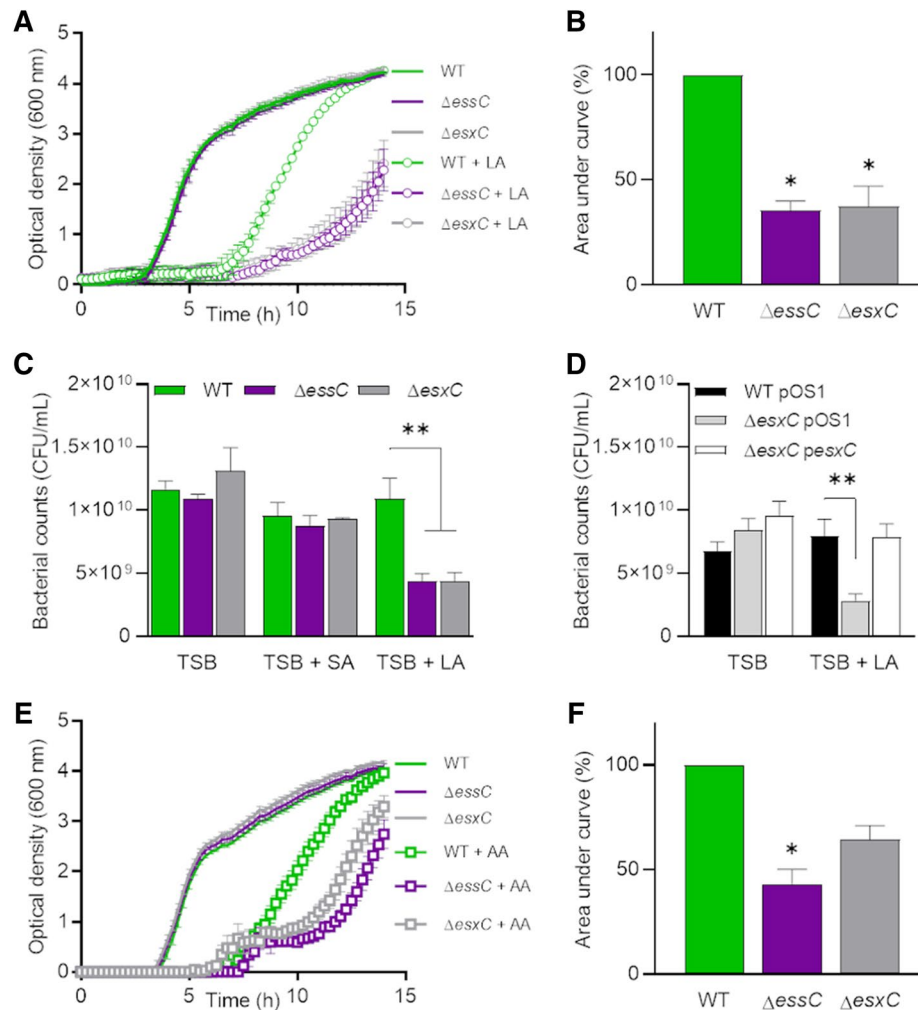 A
Optical density (600 nm)
5
4
3
2
1
0
0
5
10
15
Time (h)
WT
ΔessC
ΔesxC
WT + LA
ΔessC + LA
ΔesxC + LA
B
Area under curve (%)
100
50
0
*
*
WT
ΔessC
ΔesxC
C
Bacterial counts (CFU/mL)
2×10 10
1×10 10
1×10 10
5×10 9
0
WT
ΔessC
ΔesxC
**
TSB
TSB + SA
TSB + LA
D
Bacterial counts (CFU/mL)
2×10 10
1×10 10
1×10 10
5×10 9
0
WT pOS1
ΔesxC pOS1
ΔesxC pesxC
**
TSB
TSB + LA
E
Optical density (600 nm)
5
4
3
2
1
0
0
5
10
15
Time (h)
WT
ΔessC
ΔesxC
WT + AA
ΔessC + AA
ΔesxC + AA
F
Area under curve (%)
100
50
0
*
WT
ΔessC
ΔesxC